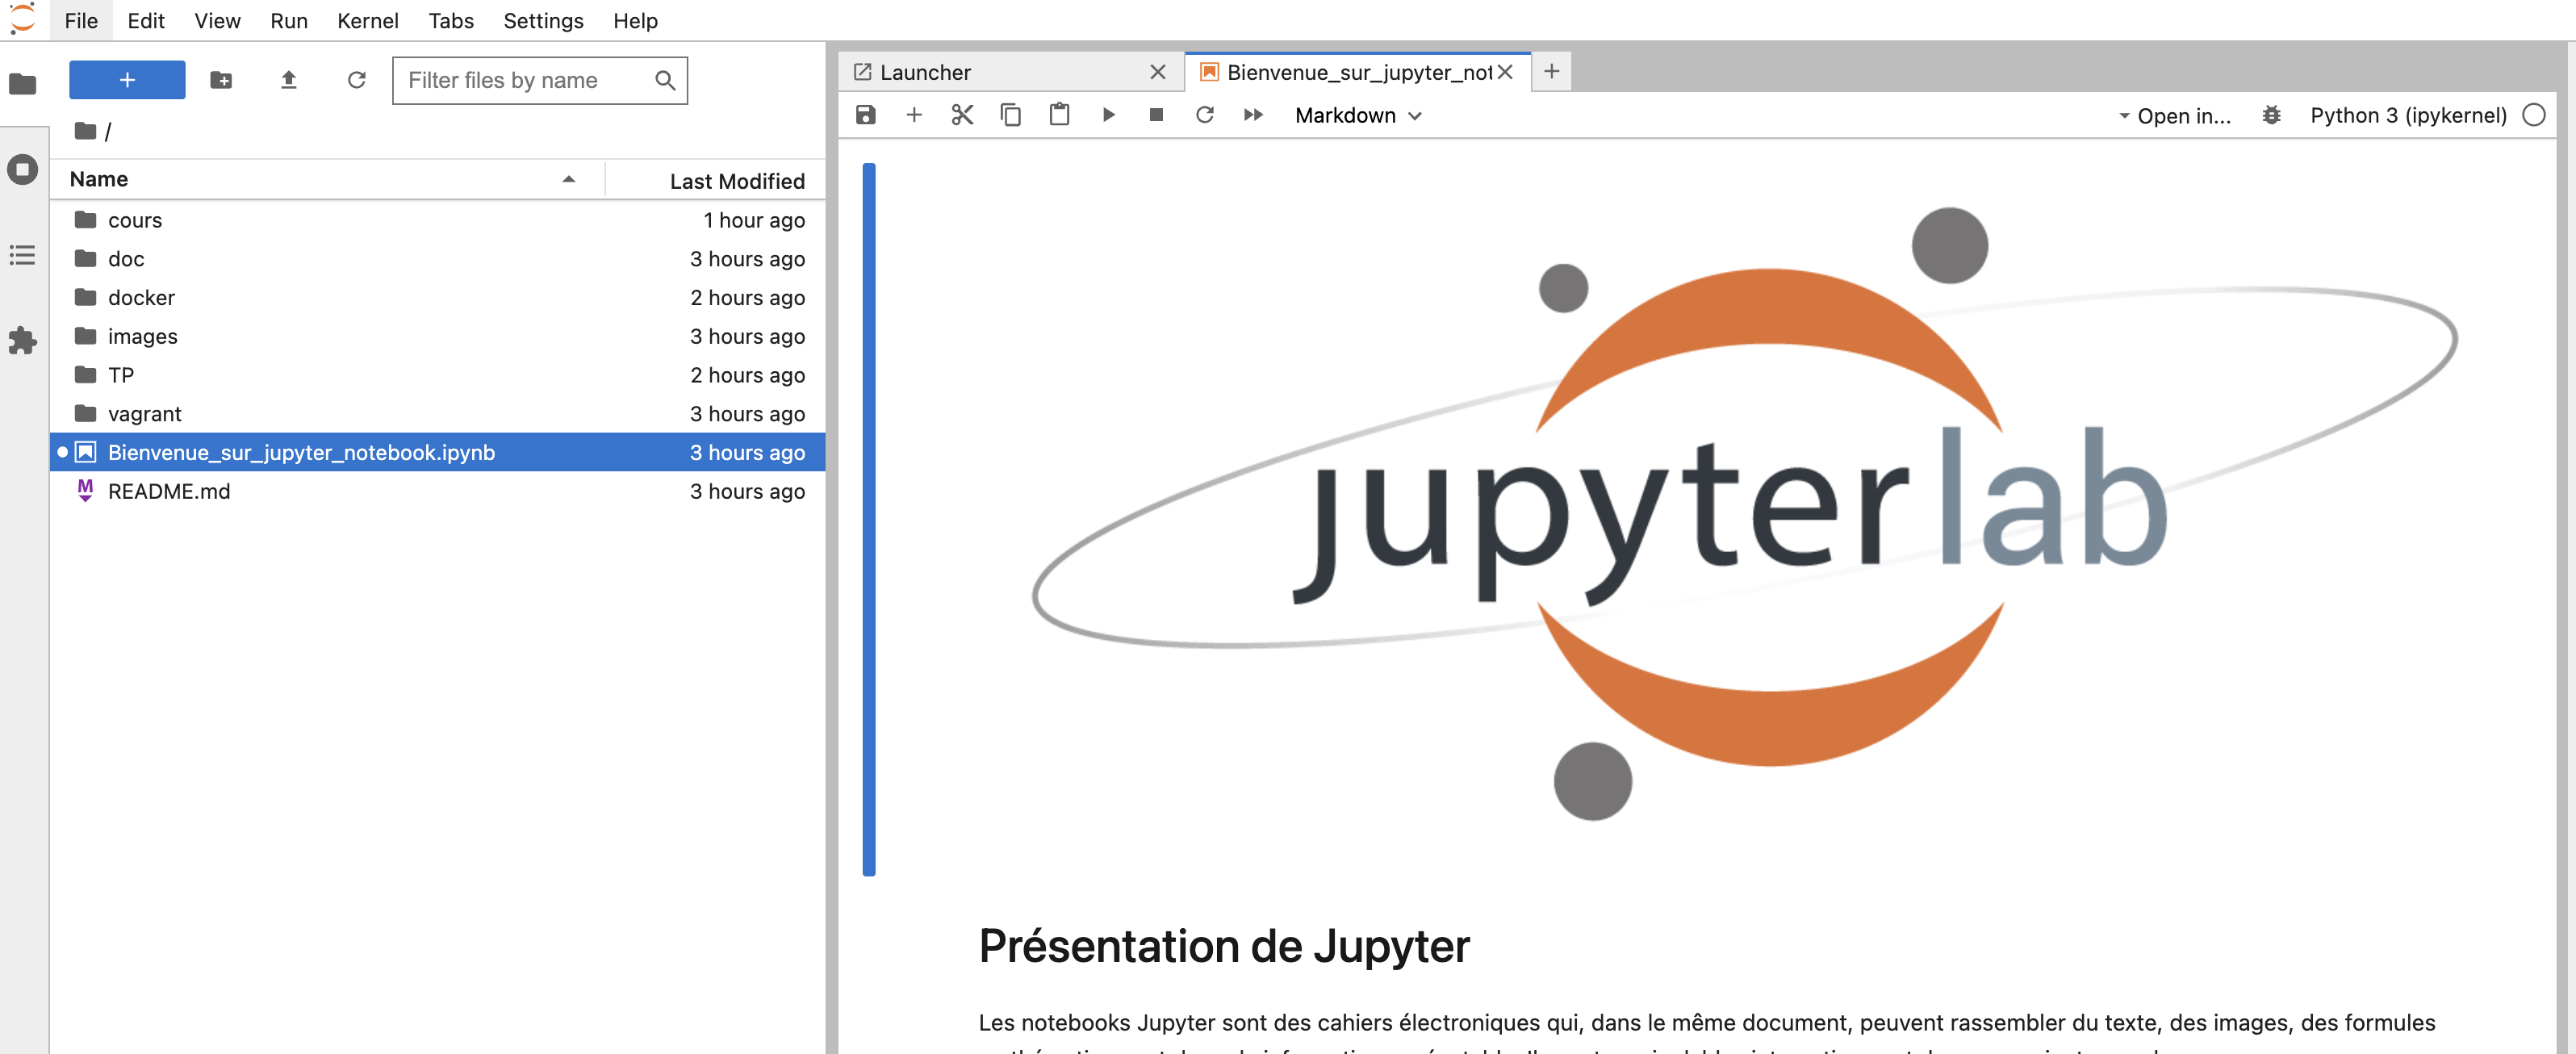 File Edit View Run Kernel Tabs Settings Help
Filter files by name
/
Name Last Modified
cours 1 hour ago
doc 3 hours ago
docker 2 hours ago
images 3 hours ago
TP 2 hours ago
vagrant 3 hours ago
Bienvenue_sur_jupyter_notebook.ipynb 3 hours ago
README.md 3 hours ago
Launcher Bienvenue_sur_jupyter_not
Markdown Open in... Python 3 (ipykernel)
jupyterlab
Présentation de Jupyter
Les notebooks Jupyter sont des cahiers électroniques qui, dans le même document, peuvent rassembler du texte, des images, des formules